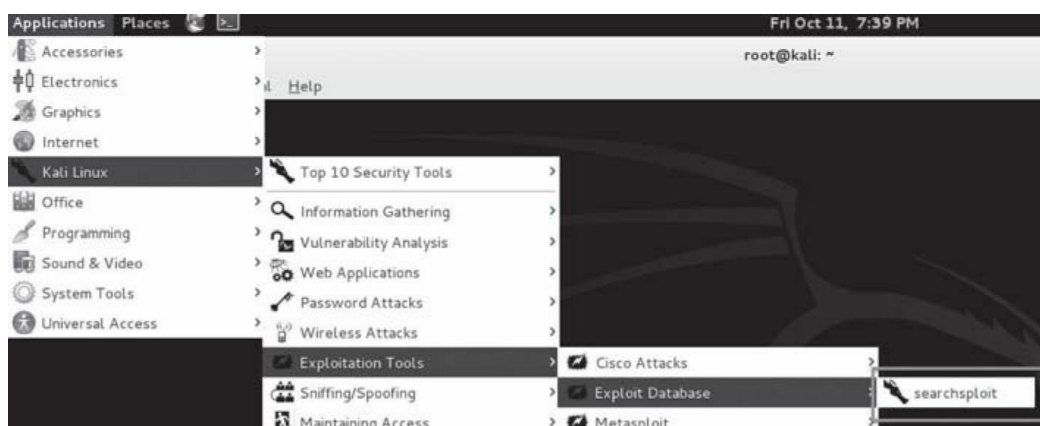 Applications Places Fri Oct 11, 7:39 PM
root@kali: ~
Help
Accessories
Electronics
Graphics
Internet
Kali Linux
Office
Programming
Sound & Video
System Tools
Universal Access
Top 10 Security Tools
Information Gathering
Vulnerability Analysis
Web Applications
Password Attacks
Wireless Attacks
Exploitation Tools
Sniffing/Spoofing
Maintaining Access
Cisco Attacks
Exploit Database
Metasploit
searchsploit